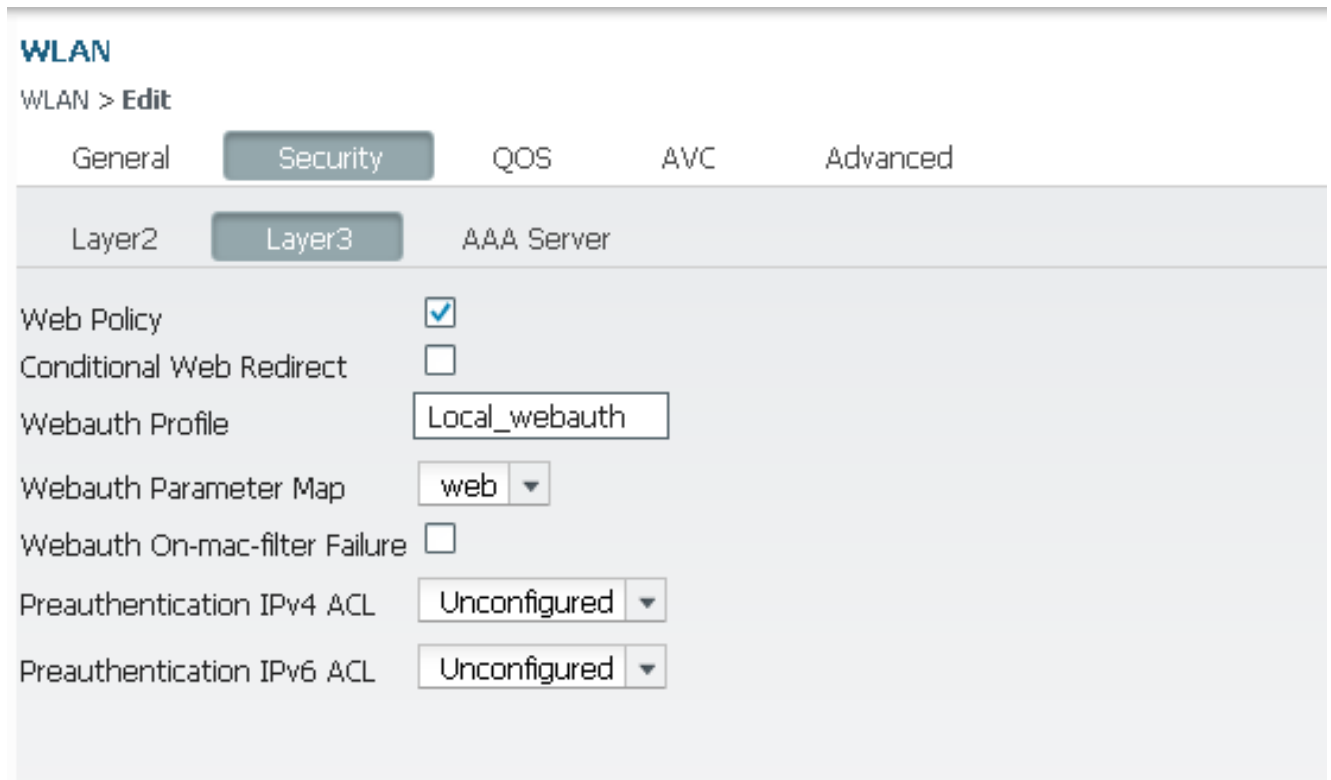 WLAN
WLAN > Edit
General Security QOS AVC Advanced
Layer2 Layer3 AAA Server
Web Policy
Conditional Web Redirect
Webauth Profile Local_webauth
Webauth Parameter Map web
Webauth On-mac-filter Failure
Preauthentication IPv4 ACL Unconfigured
Preauthentication IPv6 ACL Unconfigured